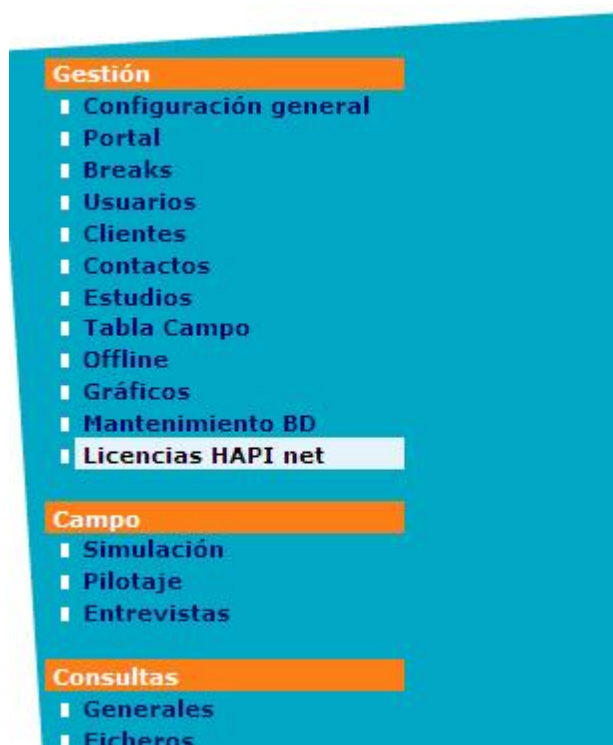 Gestión
Configuración general
Portal
Breaks
Usuarios
Clientes
Contactos
Estudios
Tabla Campo
Offline
Gráficos
Mantenimiento BD
Licencias HAPI net
Campo
Simulación
Pilotaje
Entrevistas
Consultas
Generales
Ficheros